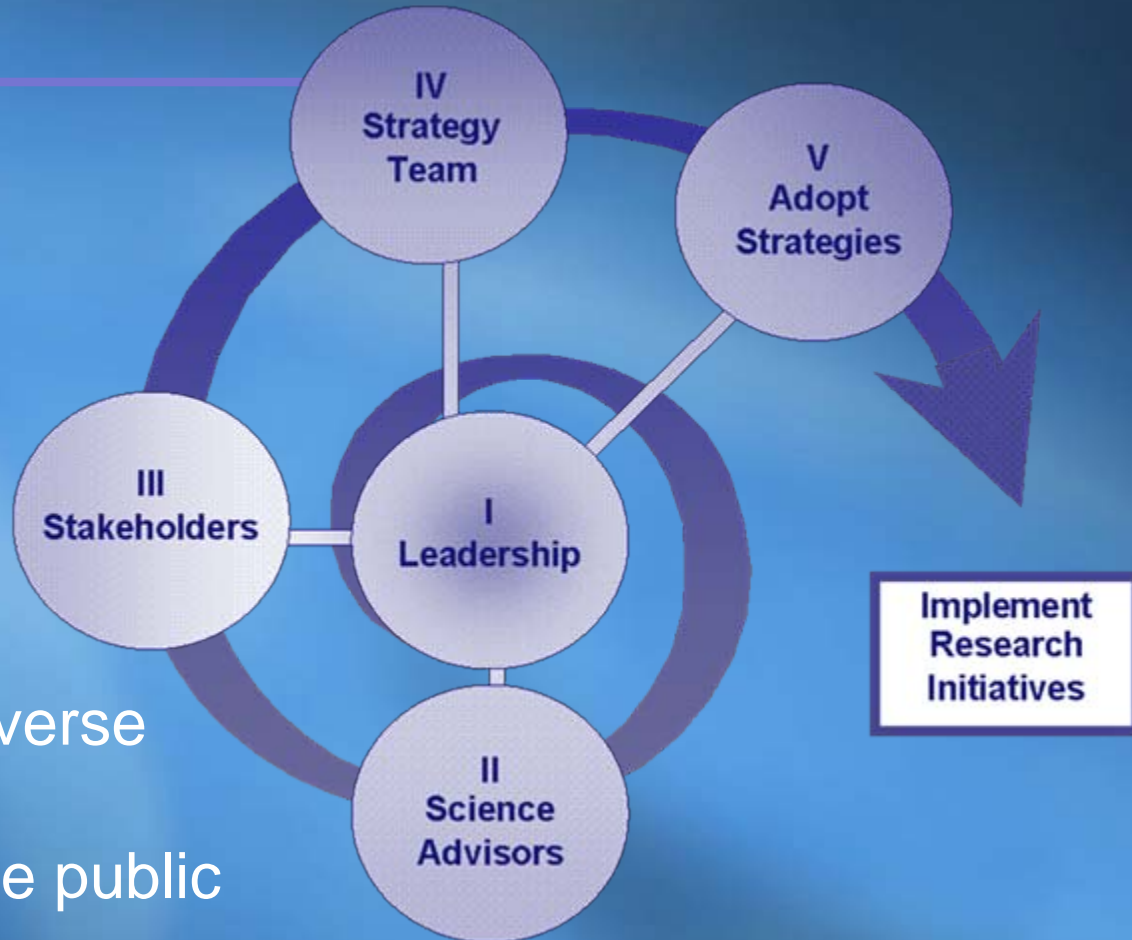 IV
Strategy
Team
V
Adopt
Strategies
III
Stakeholders
I
Leadership
Implement
Research
Initiatives
verse
II
Science
Advisors
e public